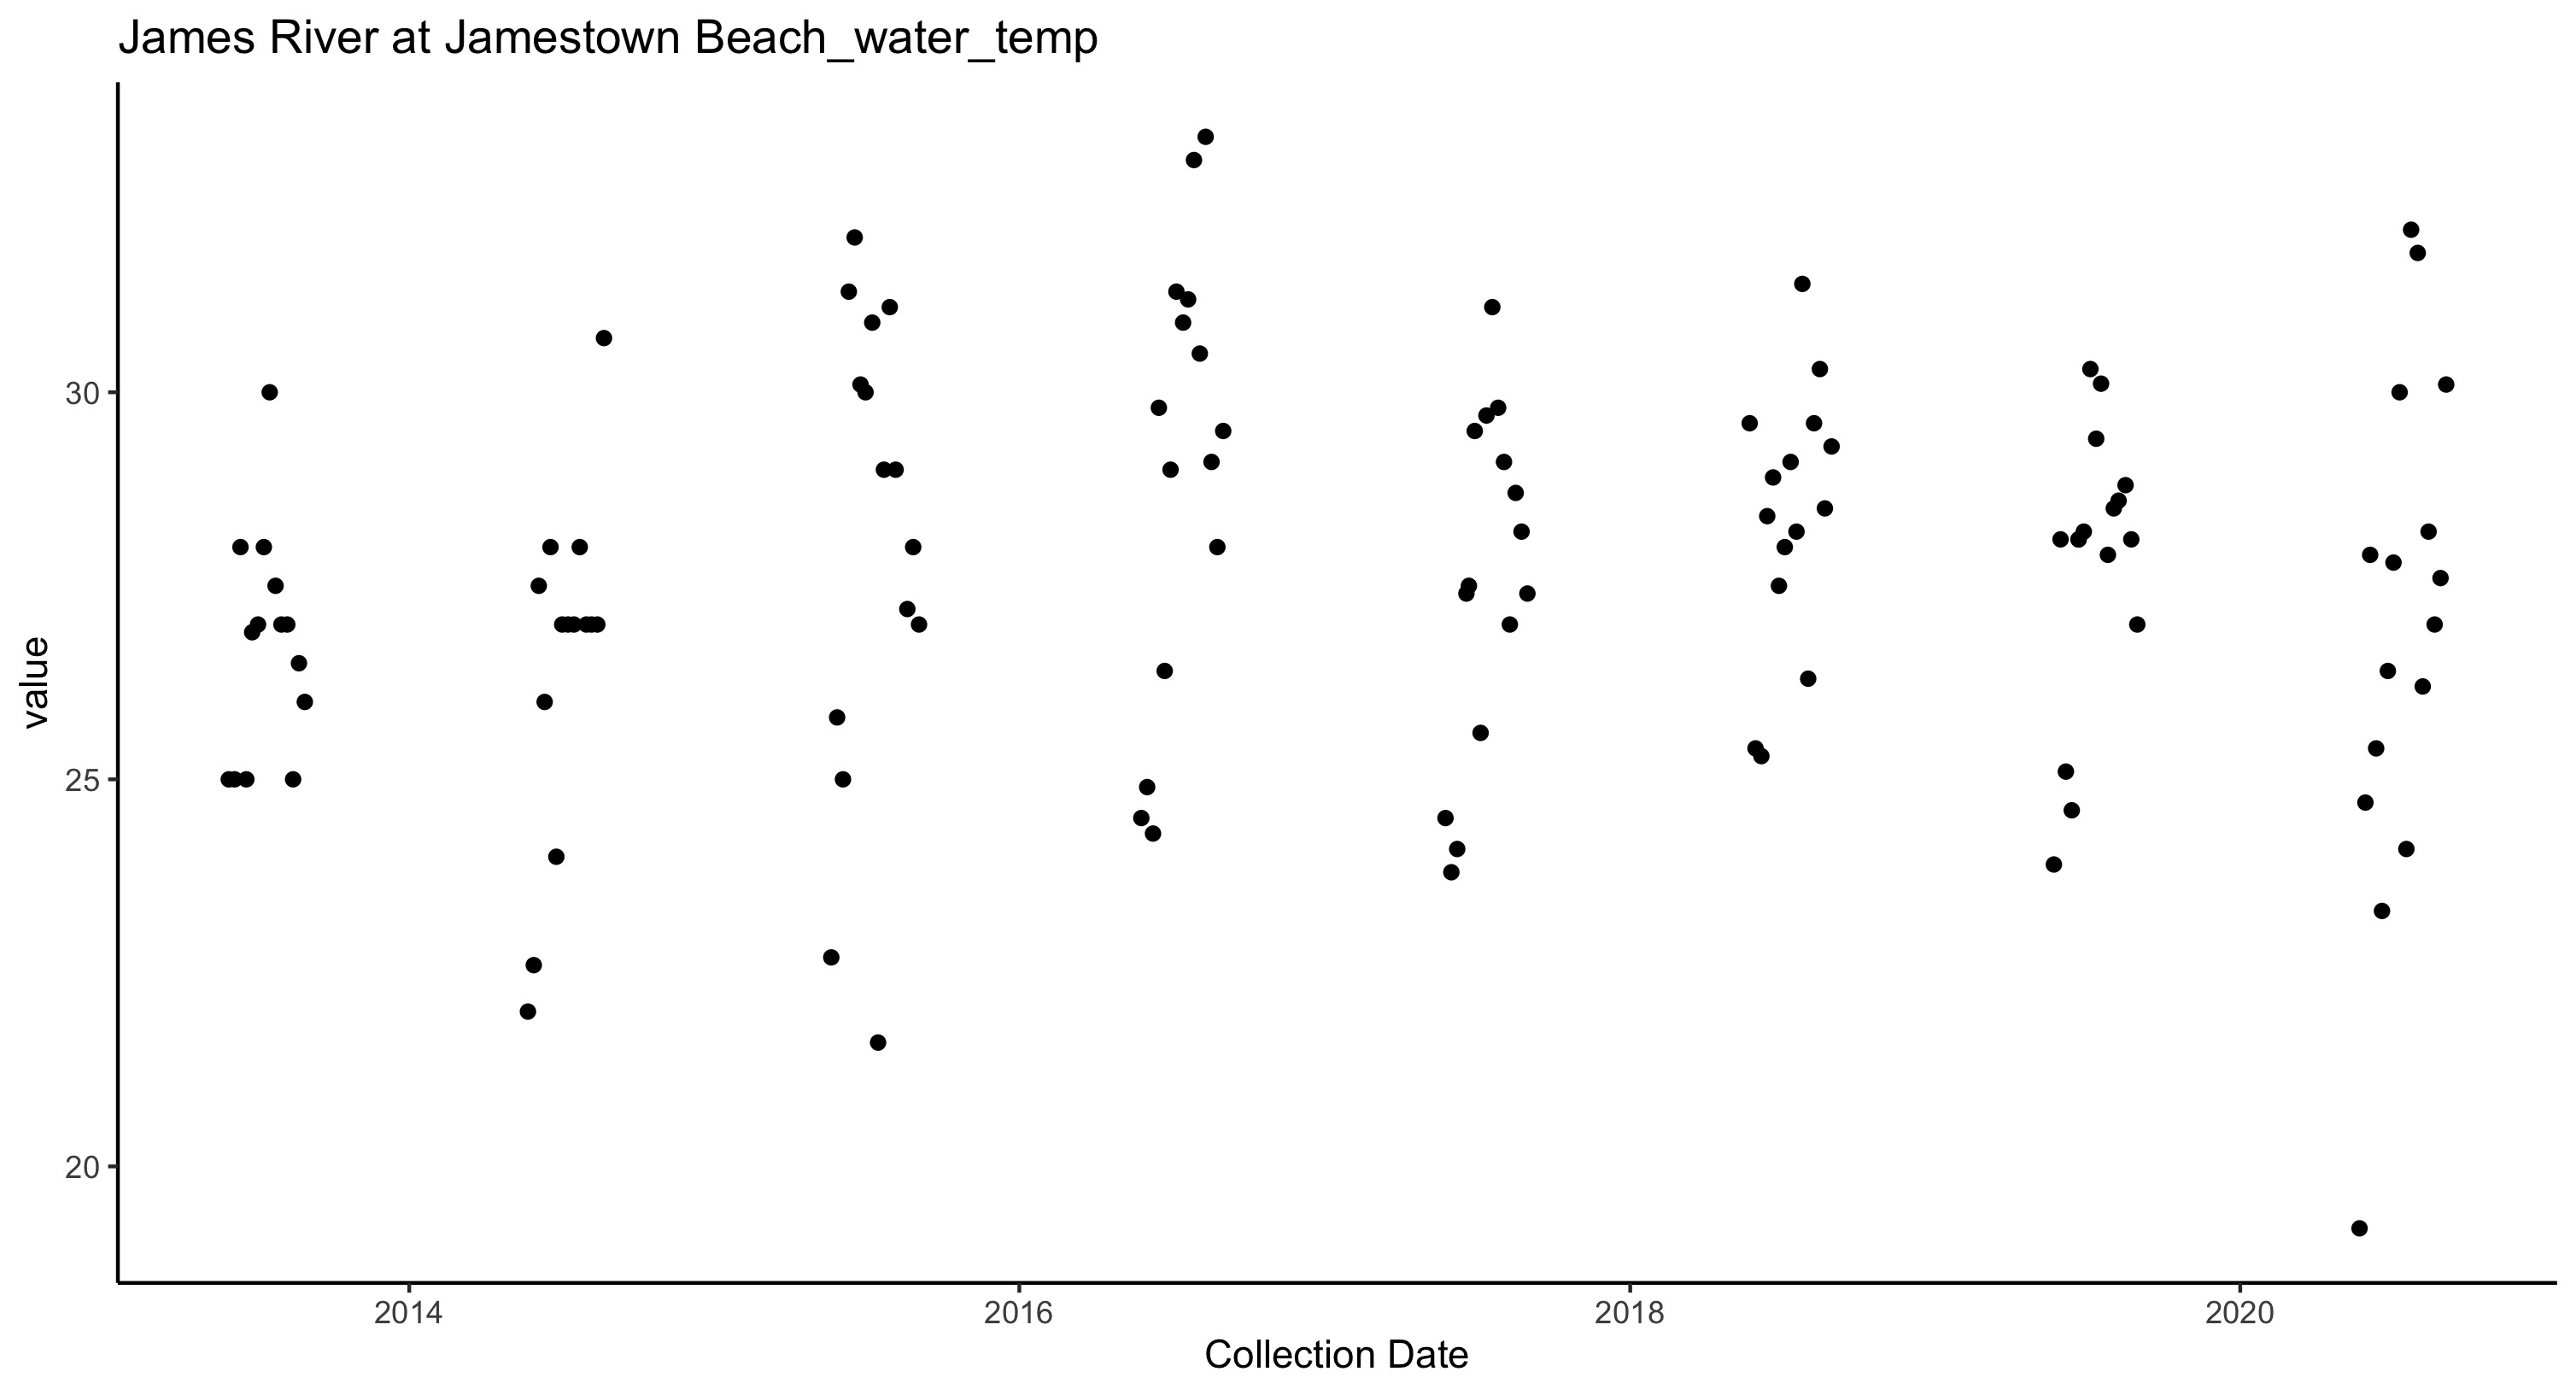 James River at Jamestown Beach_water_temp
30
25
20
value
2014 2016 2018 2020
Collection Date